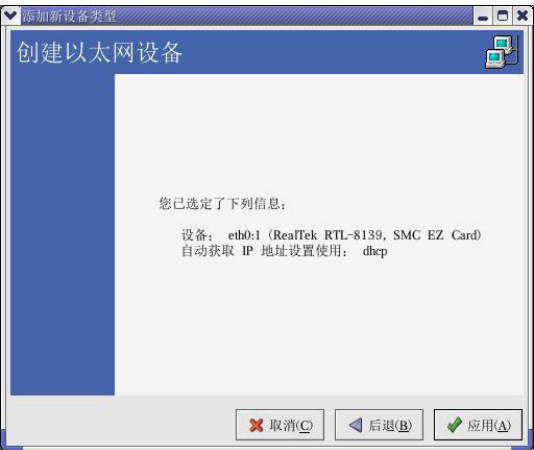 添加新设备类型
创建以太网设备
您已选定了下列信息：
设备： eth0:1 (RealTek RTL-8139, SMC EZ Card)
自动获取 IP 地址设置使用： dhcp
取消(C)
后退(B)
应用(A)